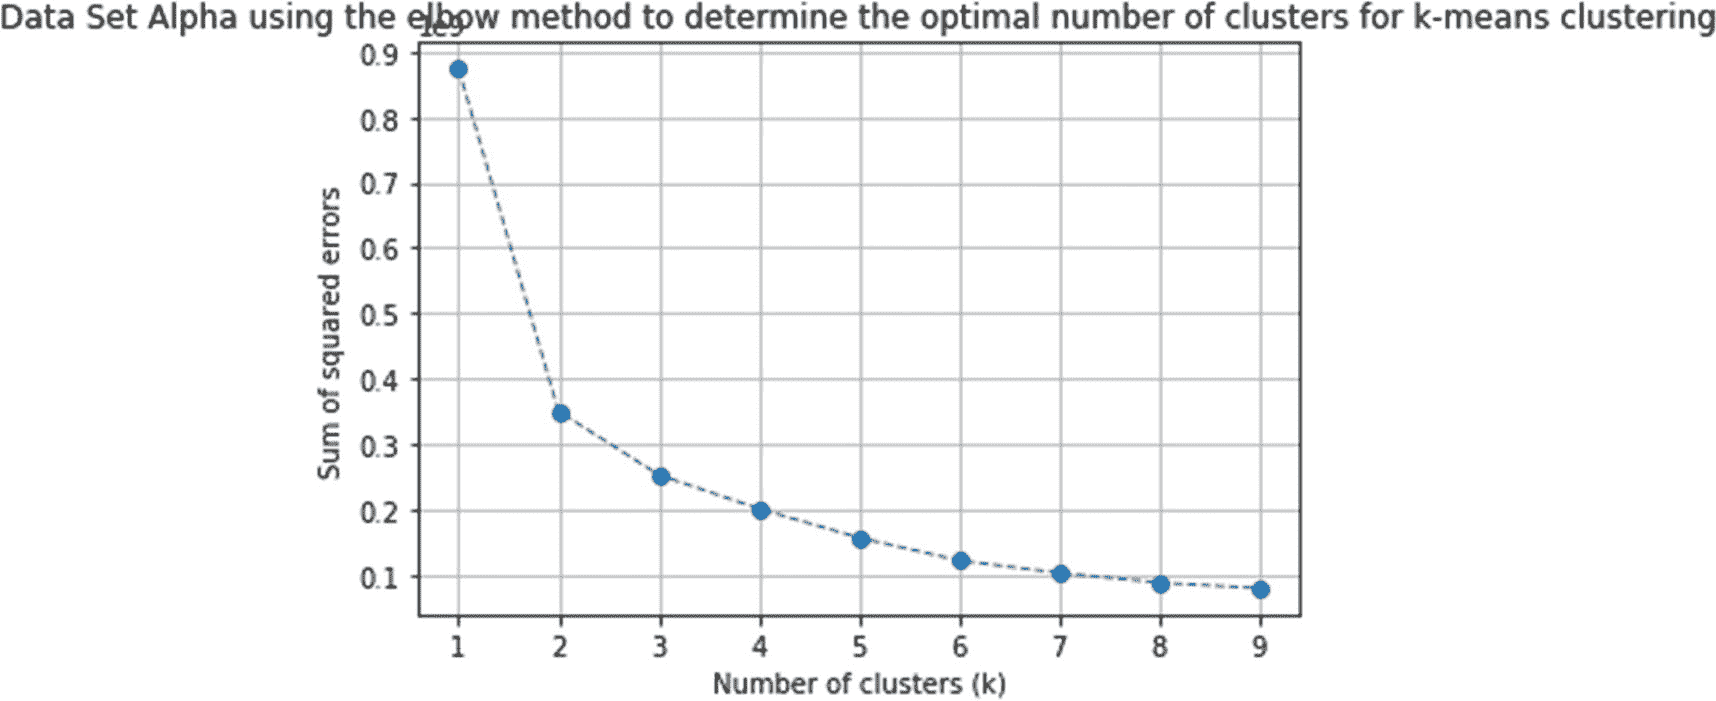 Data Set Alpha using the elbow method to determine the optimal number of clusters for k-means clustering
1e9
0.9
0.8
0.7
0.6
0.5
0.4
0.3
0.2
0.1
Sum of squared errors
1 2 3 4 5 6 7 8 9
Number of clusters (k)